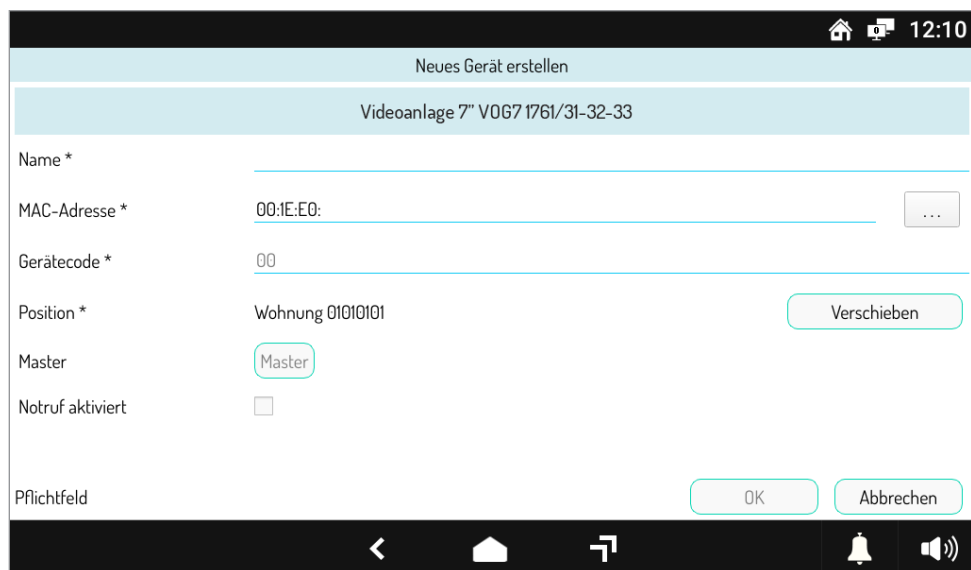 12:10
Neues Gerät erstellen
Videoanlage 7” VOG7 1761/31-32-33
Name *
MAC-Adresse * 00:1E:E0: ...
Gerätecode * 00
Position * Wohnung 01010101 Verschieben
Master Master
Notruf aktiviert
Pflichtfeld OK Abbrechen